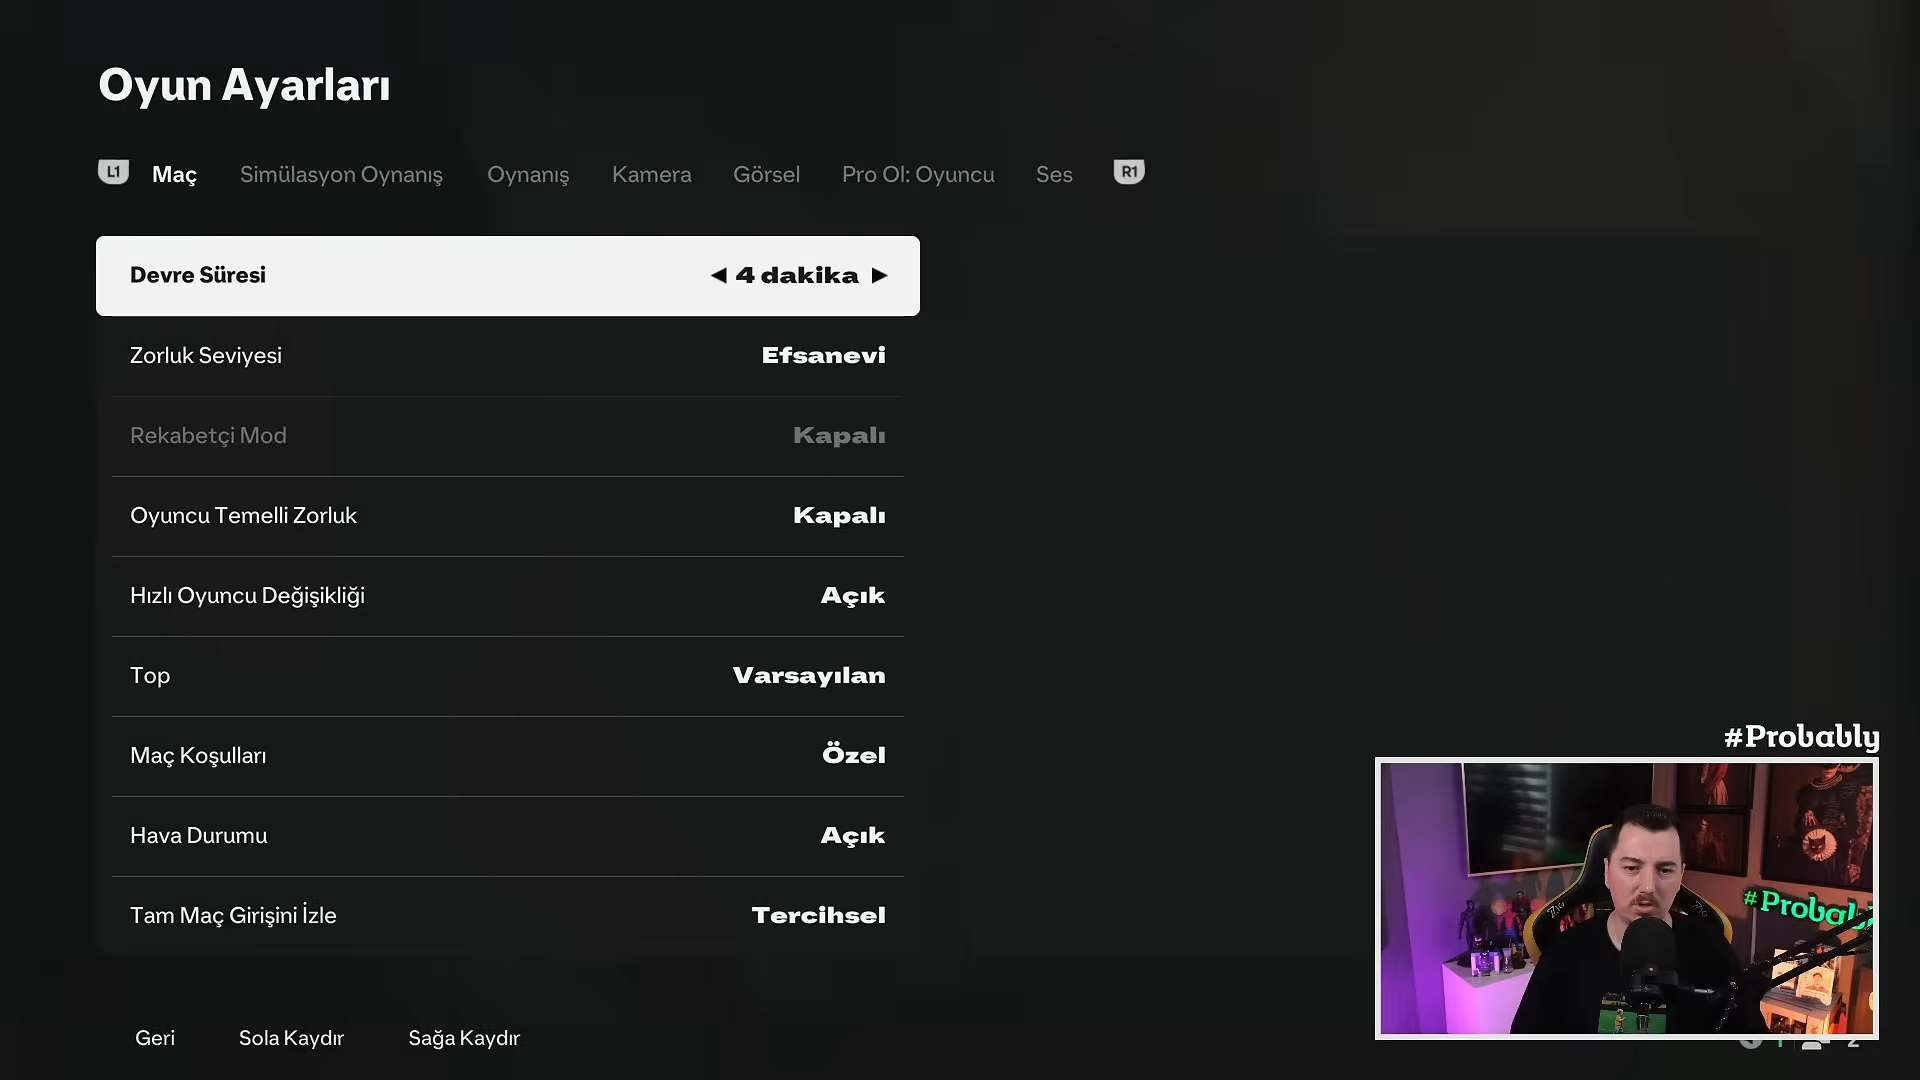 Oyun Ayarları
L1 Maç Simülasyon Oynanış Oynanış Kamera Görsel Pro Ol: Oyuncu Ses R1
Devre Süresi 4 dakika
Zorluk Seviyesi Efsanevi
Rekabetçi Mod Kapalı
Oyuncu Temelli Zorluk Kapalı
Hızlı Oyuncu Değişikliği Açık
Top Varsayılan
Maç Koşulları Özel
Hava Durumu Açık
Tam Maç Girişini İzle Tercihsel
#Probably
Geri Sola Kaydır Sağa Kaydır